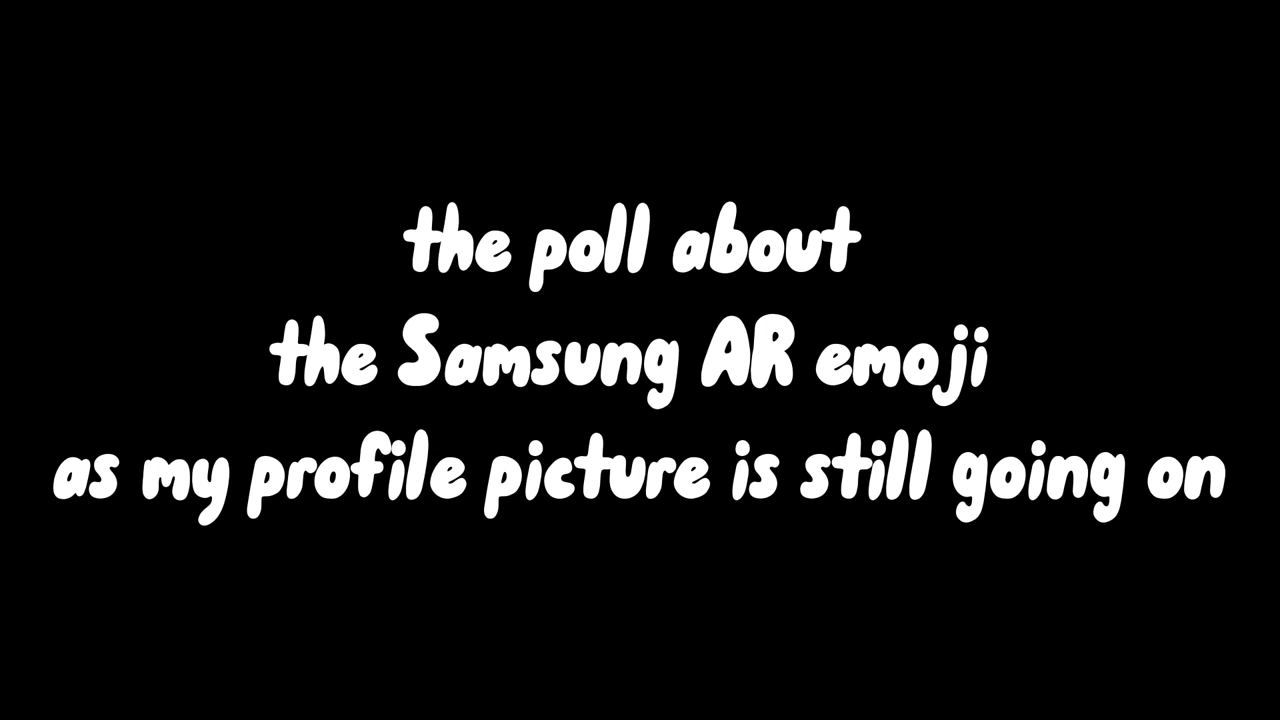 the poll about
the Samsung AR emoji
as my profile picture is still going on